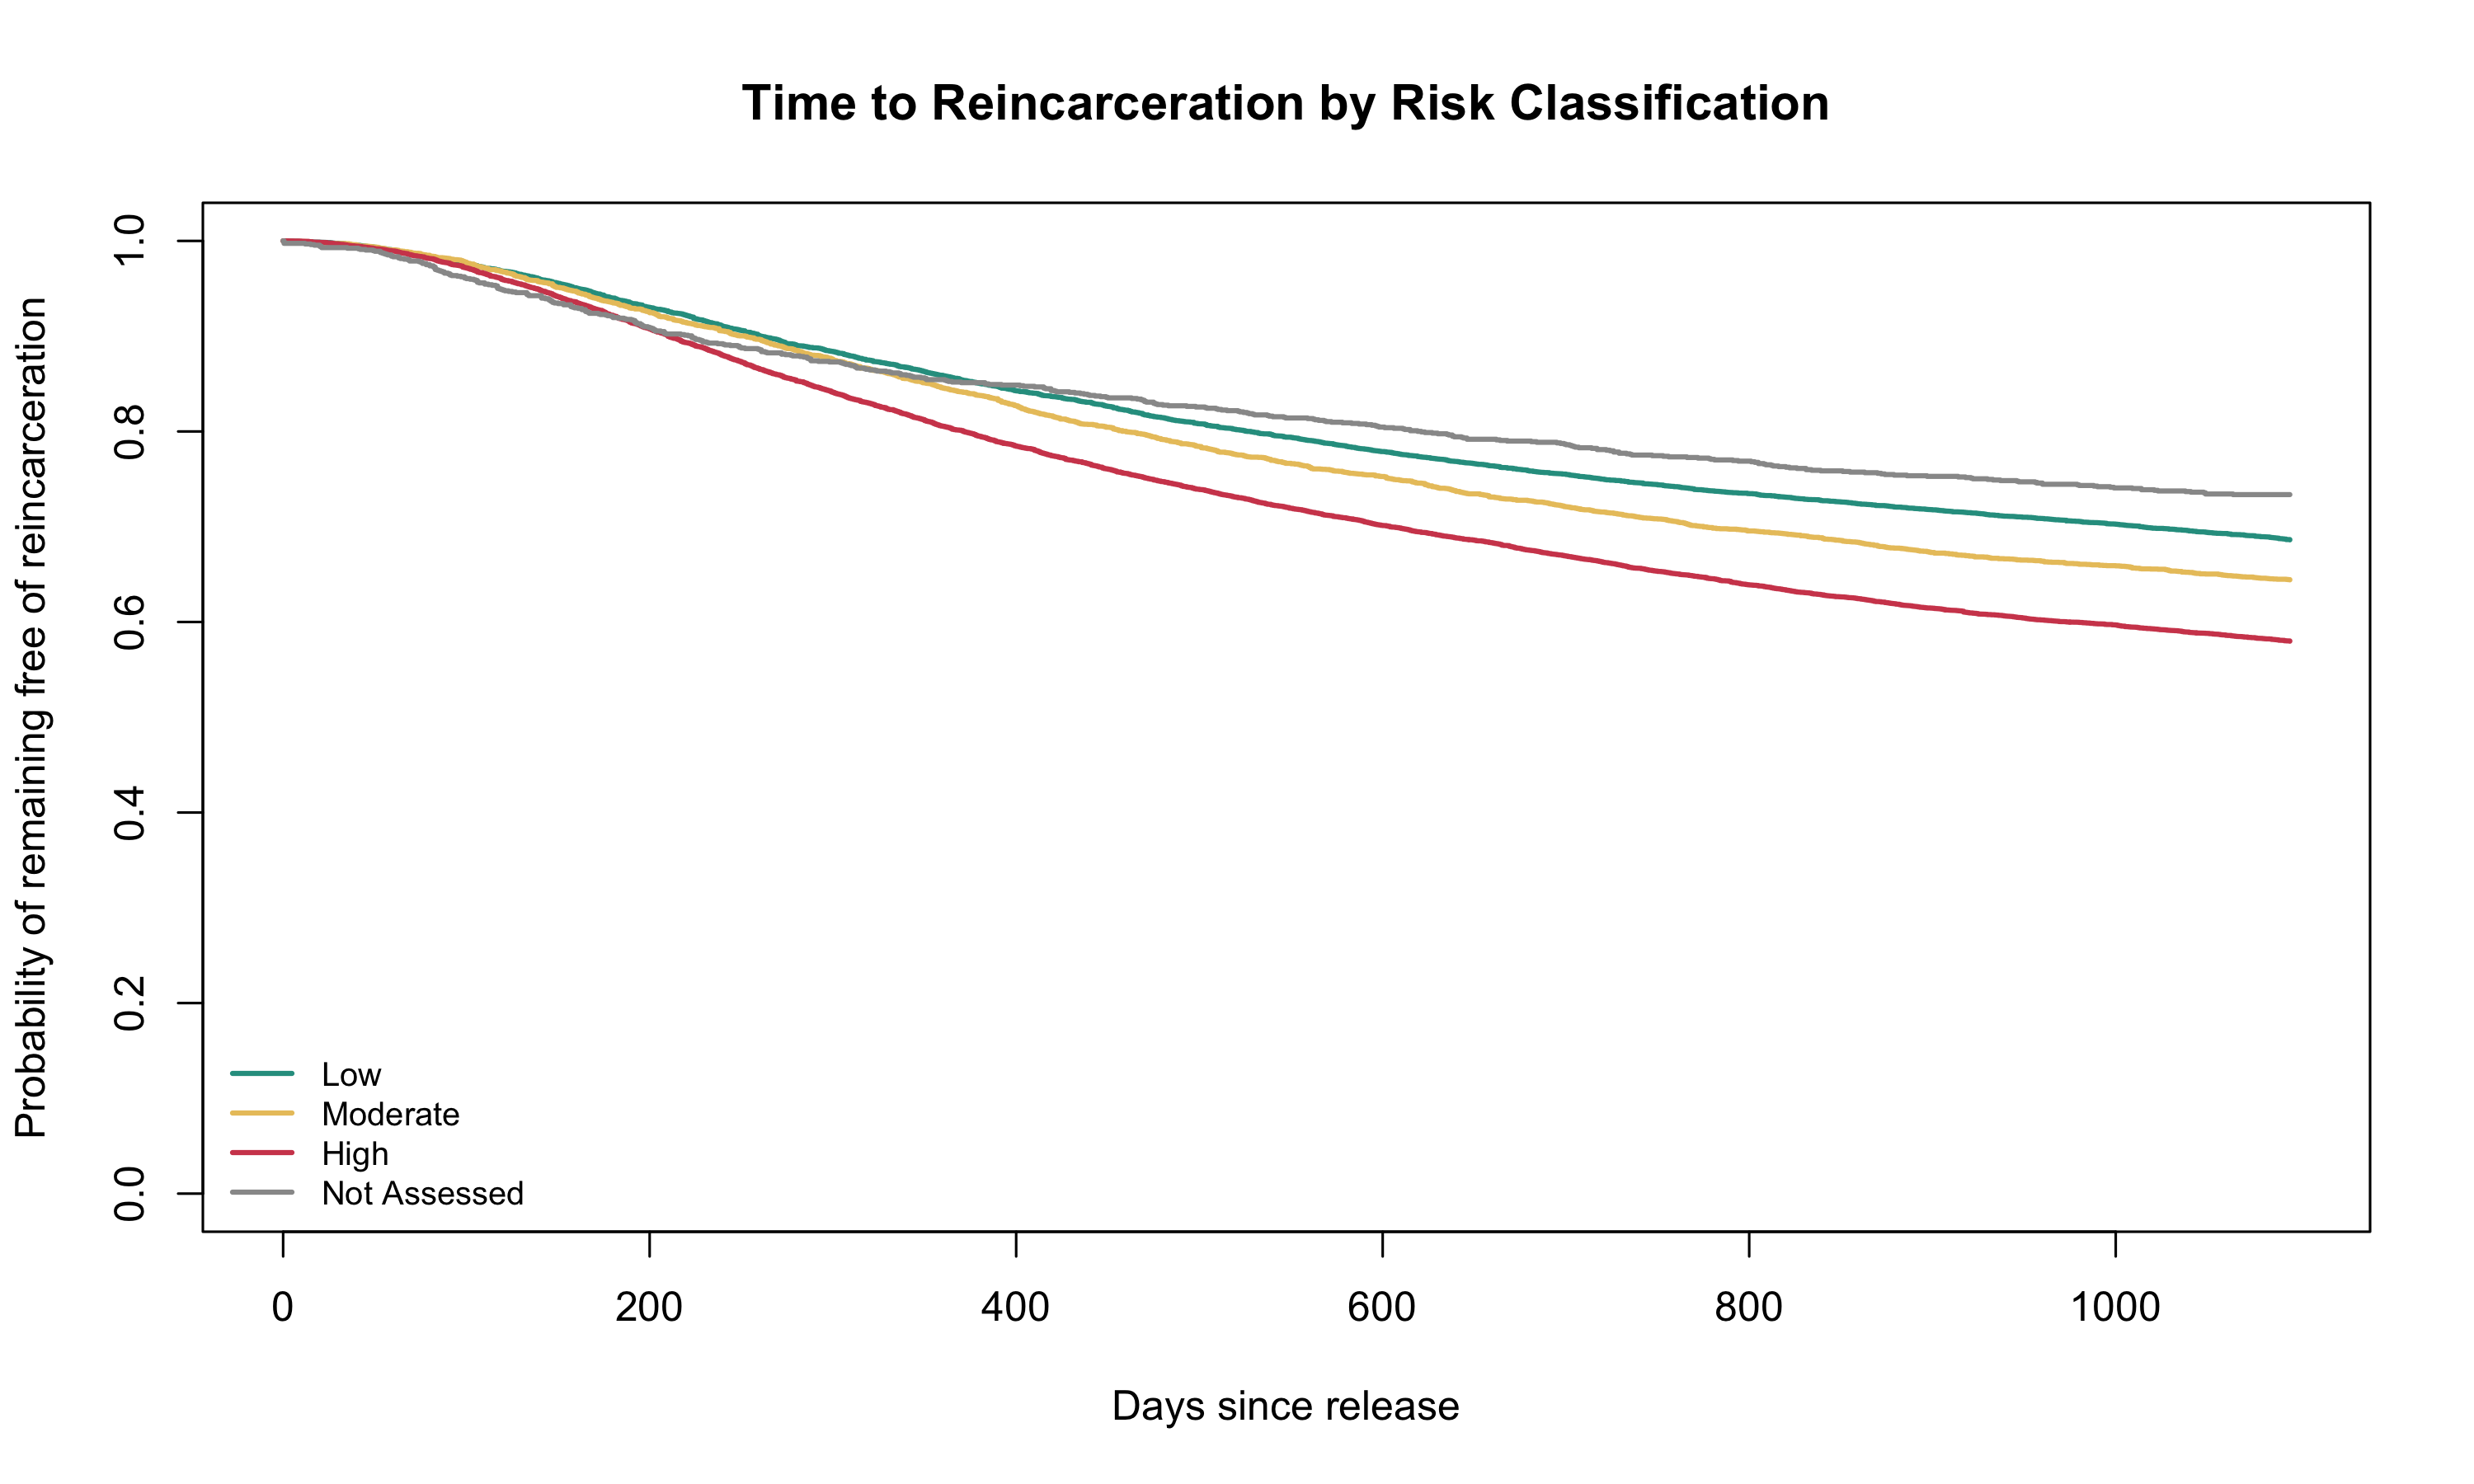 Time to Reincarceration by Risk Classification
Probability of remaining free of reincarceration
1.0
0.8
0.6
0.4
0.2
0.0
Low
Moderate
High
Not Assessed
0 200 400 600 800 1000
Days since release